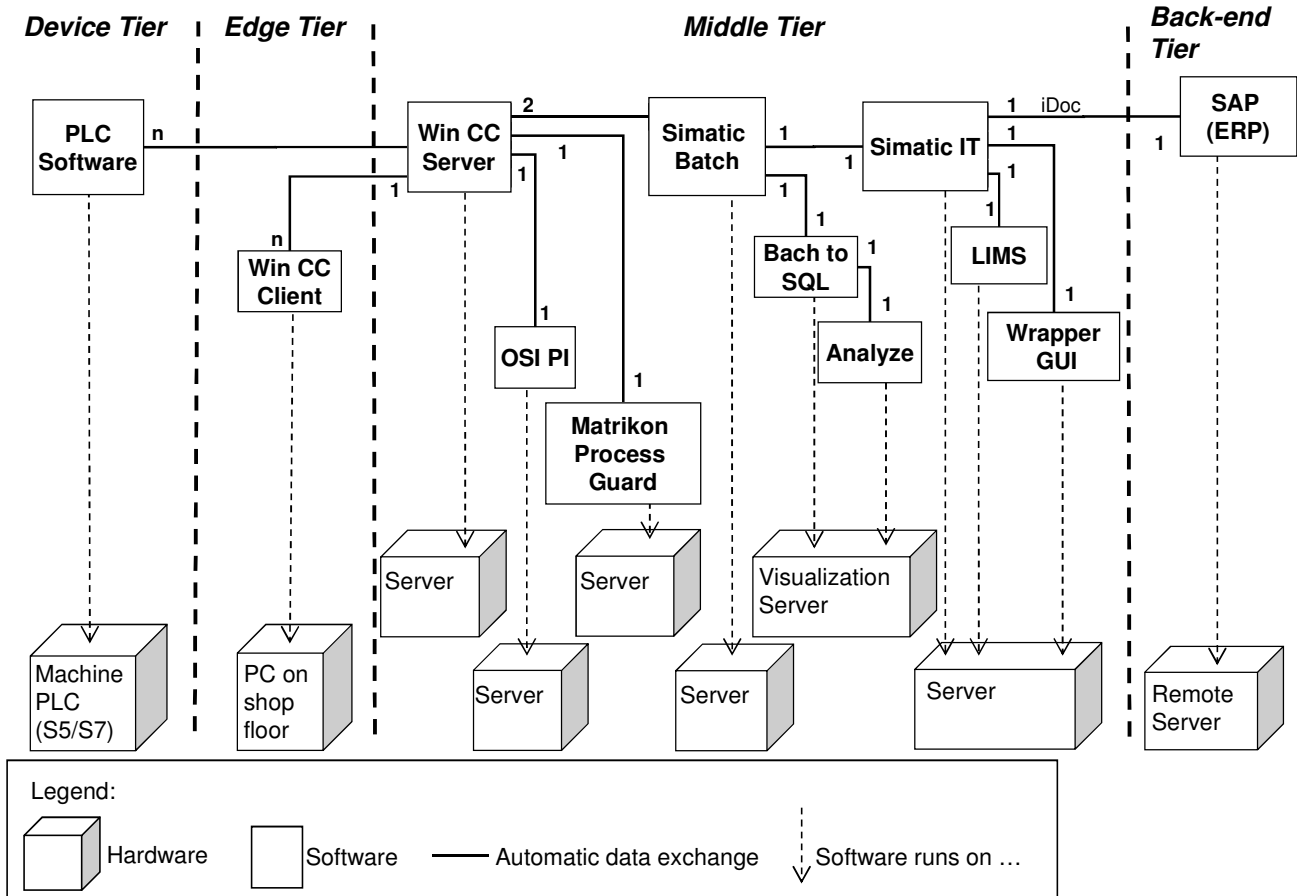 Device Tier
Edge Tier
Middle Tier
Back-end
Tier
PLC
Software
n
Win CC
Server
2
1
1
1
Simatic
Batch
1
1
1
Simatic IT
1
iDoc
1
1
1
SAP
(ERP)
n
Win CC
Client
1
Bach to
SQL
1
1
LIMS
1
OSI PI
1
Analyze
1
Wrapper
GUI
1
Matrikon
Process
Guard
Server
Server
Visualization
Server
Machine
PLC
(S5/S7)
PC on
shop
floor
Server
Server
Server
Remote
Server
Legend:
Hardware
Software
Automatic data exchange
Software runs on …